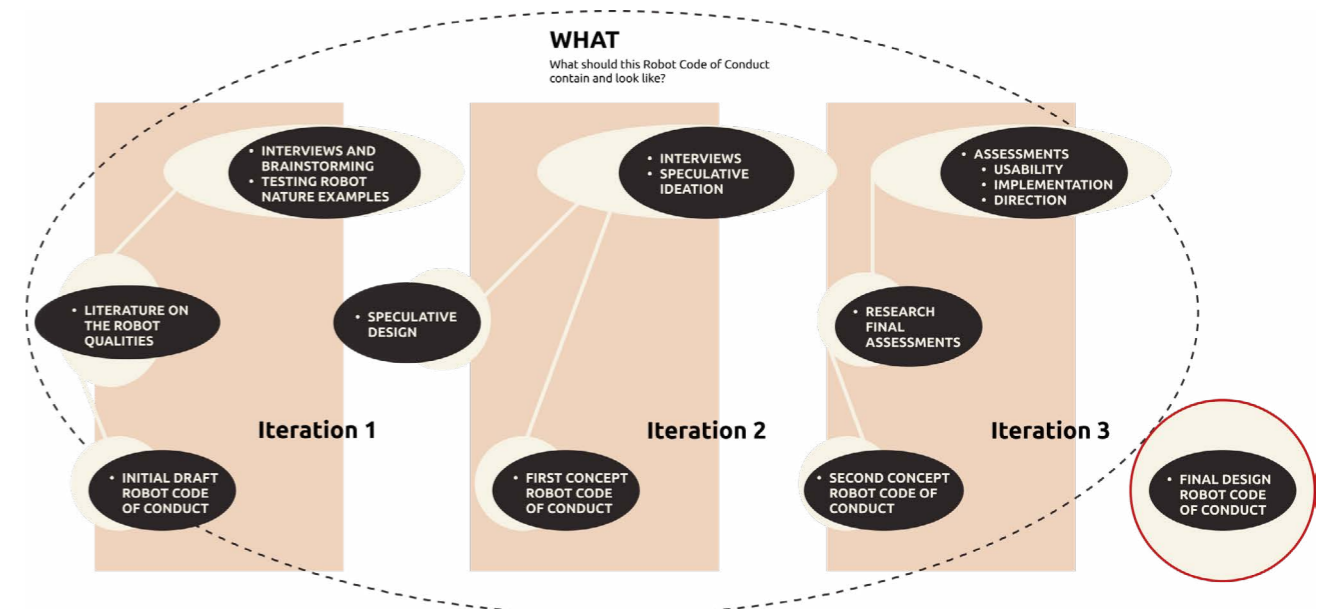 WHAT
What should this Robot Code of Conduct
contain and look like?
• INTERVIEWS AND
BRAINSTORMING
• TESTING ROBOT
NATURE EXAMPLES
• LITERATURE ON
THE ROBOT
QUALITIES
Iteration 1
• INITIAL DRAFT
ROBOT CODE
OF CONDUCT
• INTERVIEWS
• SPECULATIVE
IDEATION
• SPECULATIVE
DESIGN
Iteration 2
• FIRST CONCEPT
ROBOT CODE
OF CONDUCT
• ASSESSMENTS
• USABILITY
• IMPLEMENTATION
• DIRECTION
• RESEARCH
FINAL
ASSESSMENTS
Iteration 3
• SECOND CONCEPT
ROBOT CODE OF
CONDUCT
• FINAL DESIGN
ROBOT CODE
OF CONDUCT